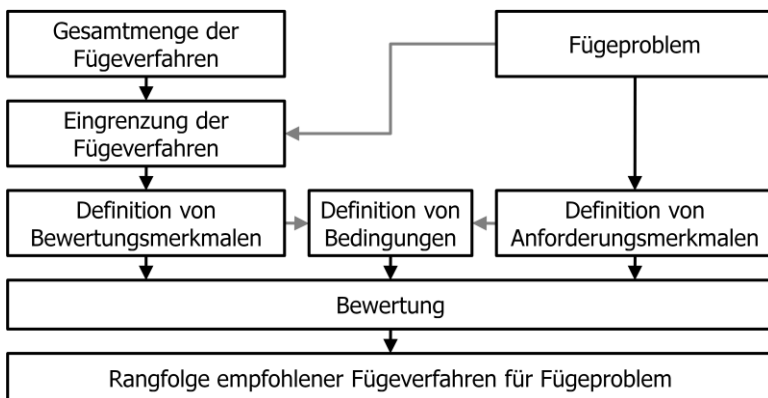 Gesamtmenge der
Fügeverfahren
Fügeproblem
Eingrenzung der
Fügeverfahren
Definition von
Bewertungsmerkmalen
Definition von
Bedingungen
Definition von
Anforderungsmerkmalen
Bewertung
Rangfolge empfohlener Fügeverfahren für Fügeproblem